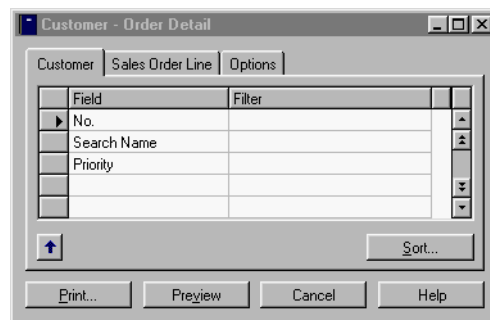 Customer - Order Detail
Customer Sales Order Line Options
Field Filter
No.
Search Name
Priority
Sort...
Print... Preview Cancel Help